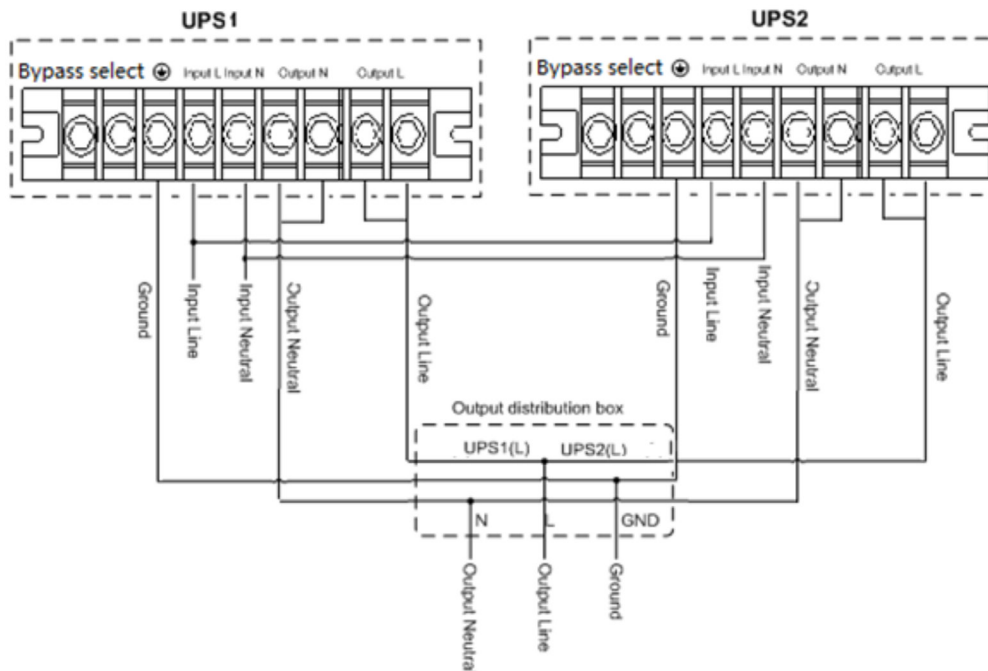 UPS1
UPS2
Bypass select Input L Input N Output N Output L
Bypass select Input L Input N Output N Output L
Ground
Input Line
Input Neutral
Output Neutral
Output Line
Ground
Input Line
Input Neutral
Output Neutral
Output Line
Output distribution box
UPS1(L) UPS2(L)
N L GND
Output Neutral
Output Line
Ground